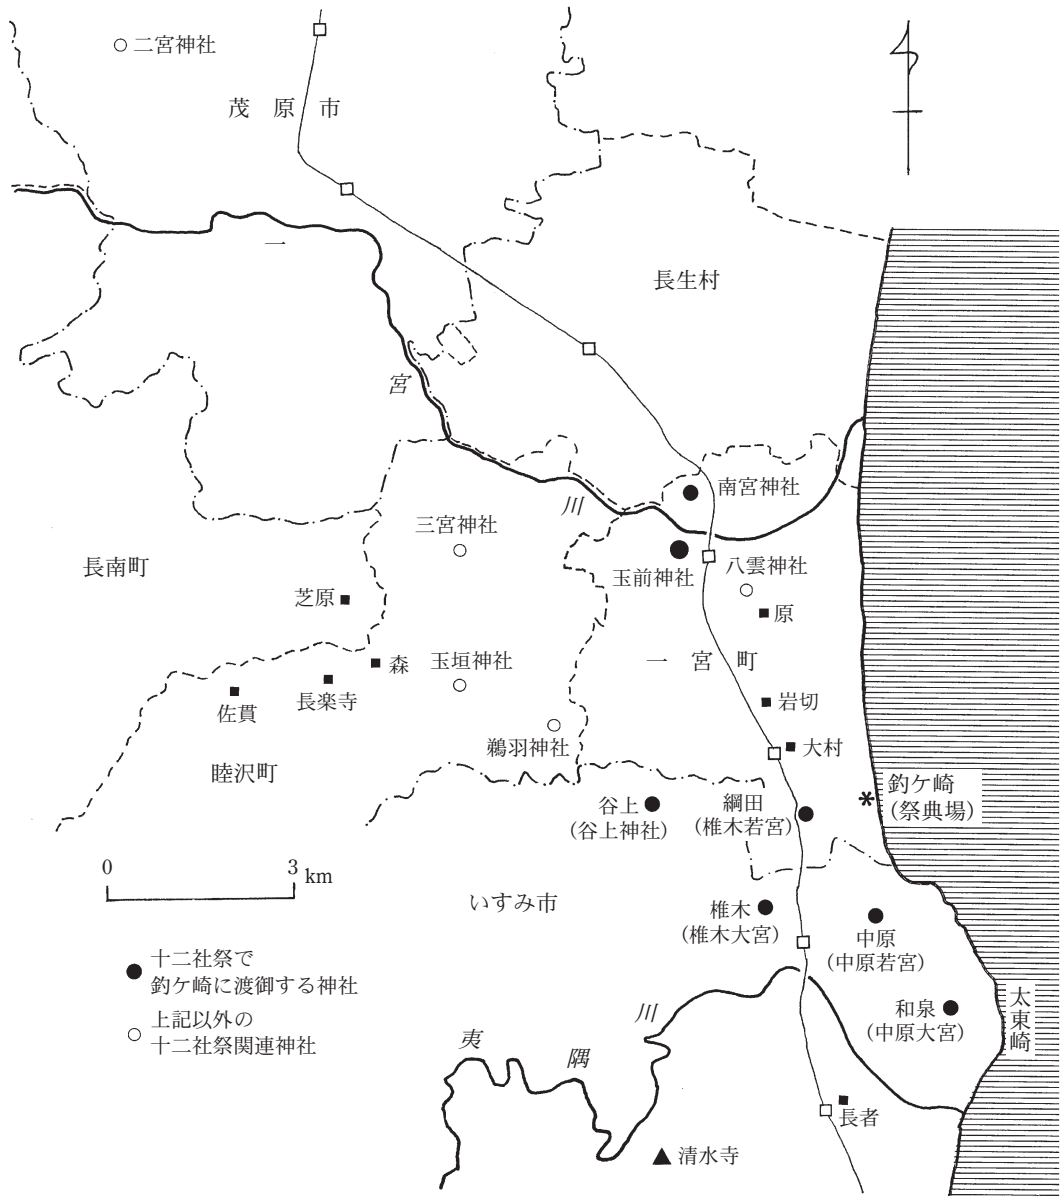 二宮神社
茂原市
一
長生村
宮
南宮神社
川
三宮神社
八雲神社
玉前神社
長南町
芝原
原
玉垣神社
一宮町
森
長楽寺
佐貫
岩切
鵜羽神社
大村
睦沢町
釣ケ崎
(祭典場)
谷上
(谷上神社)
綱田
(椎木若宮)
0
3
km
いすみ市
椎木
(椎木大宮)
中原
(中原若宮)
十二社祭で
釣ケ崎に渡御する神社
上記以外の
十二社祭関連神社
和泉
(中原大宮)
太東崎
夷
隅
川
長者
清水寺